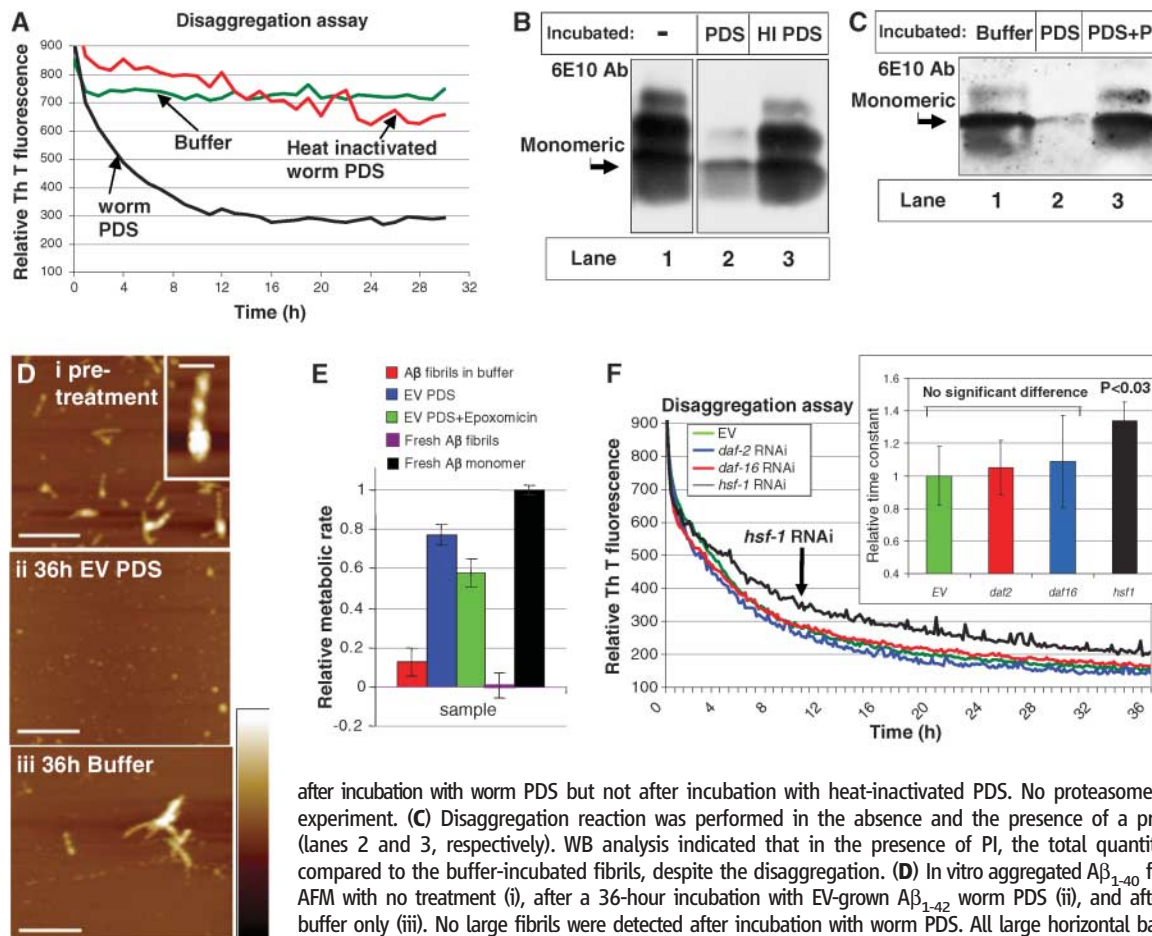 A
Disaggregation assay
Relative Th T fluorescence
900
800
700
600
500
400
300
200
100
Buffer
Heat inactivated
worm PDS
worm
PDS
0 4 8 12 16 20 24 28 32
Time (h)
B
Incubated: - PDS HI PDS
6E10 Ab
Monomeric
Lane 1 2 3
C
Incubated: Buffer PDS PDS+P
6E10 Ab
Monomeric
Lane 1 2 3
D
i pre-
treatment
ii 36h EV PDS
iii 36h Buffer
E
Aβ fibrils in buffer
EV PDS
EV PDS+Epoxomicin
Fresh Aβ fibrils
Fresh Aβ monomer
Relative metabolic rate
1
0.8
0.6
0.4
0.2
0
-0.2
sample
F
Disaggregation assay
Relative Th T fluorescence
900
800
700
600
500
400
300
200
100
EV
daf-2 RNAi
daf-16 RNAi
hsf-1 RNAi
hsf-1 RNAi
0 4 8 12 16 20 24 28 32 36
Time (h)
No significant difference P<0.03
Relative time constant
1.6
1.4
1.2
1
0.8
0.6
0.4
EV daf2 daf16 hsf1
after incubation with worm PDS but not after incubation with heat-inactivated PDS. No proteasome
experiment. (C) Disaggregation reaction was performed in the absence and the presence of a pr
(lanes 2 and 3, respectively). WB analysis indicated that in the presence of PI, the total quantit
compared to the buffer-incubated fibrils, despite the disaggregation. (D) In vitro aggregated Aβ1-40 f
AFM with no treatment (i), after a 36-hour incubation with EV-grown Aβ1-42 worm PDS (ii), and aft
buffer only (iii). No large fibrils were detected after incubation with worm PDS. All large horizontal ba